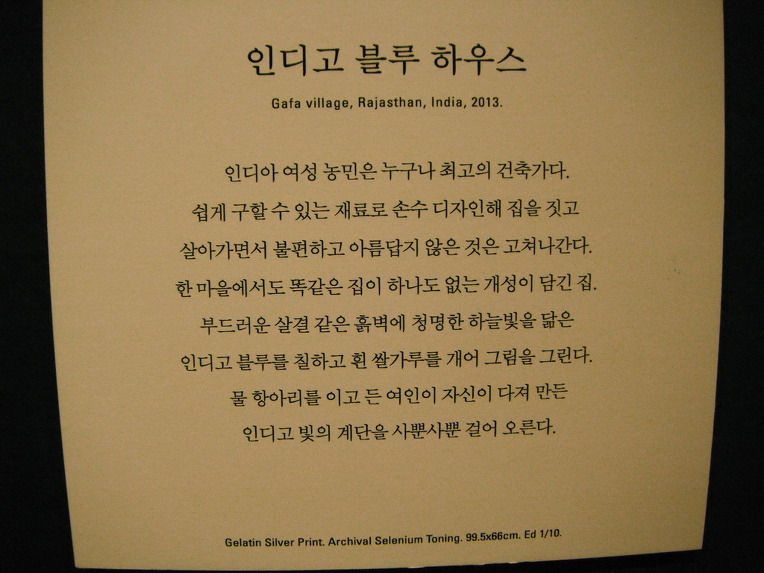 인디고 블루 하우스
Gafa village, Rajasthan, India, 2013.
인디아 여성 농민은 누구나 최고의 건축가다.
쉽게 구할 수 있는 재료로 손수 디자인해 집을 짓고
살아가면서 불편하고 아름답지 않은 것은 고쳐나간다.
한 마을에서도 똑같은 집이 하나도 없는 개성이 담긴 집.
부드러운 살결 같은 흙벽에 청명한 하늘빛을 닮은
인디고 블루를 칠하고 흰 쌀가루를 개어 그림을 그린다.
물 항아리를 이고 든 여인이 자신이 다져 만든
인디고 빛의 계단을 사뿐사뿐 걸어 오른다.
Gelatin Silver Print. Archival Selenium Toning. 99.5x66cm. Ed 1/10.